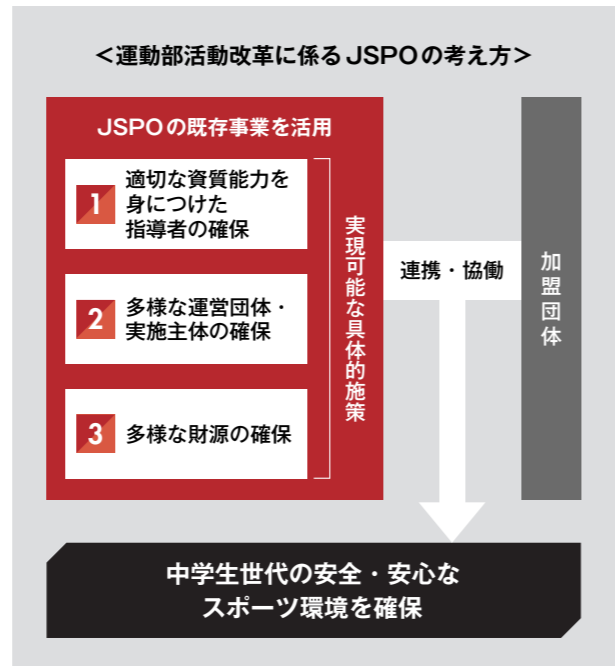 ＜運動部活動改革に係るJSPOの考え方＞
JSPOの既存事業を活用
1
適切な資質能力を
身につけた
指導者の確保
2
多様な運営団体・
実施主体の確保
3
多様な財源の確保
実現可能な具体的施策
連携・協働
加盟団体
中学生世代の安全・安心な
スポーツ環境を確保